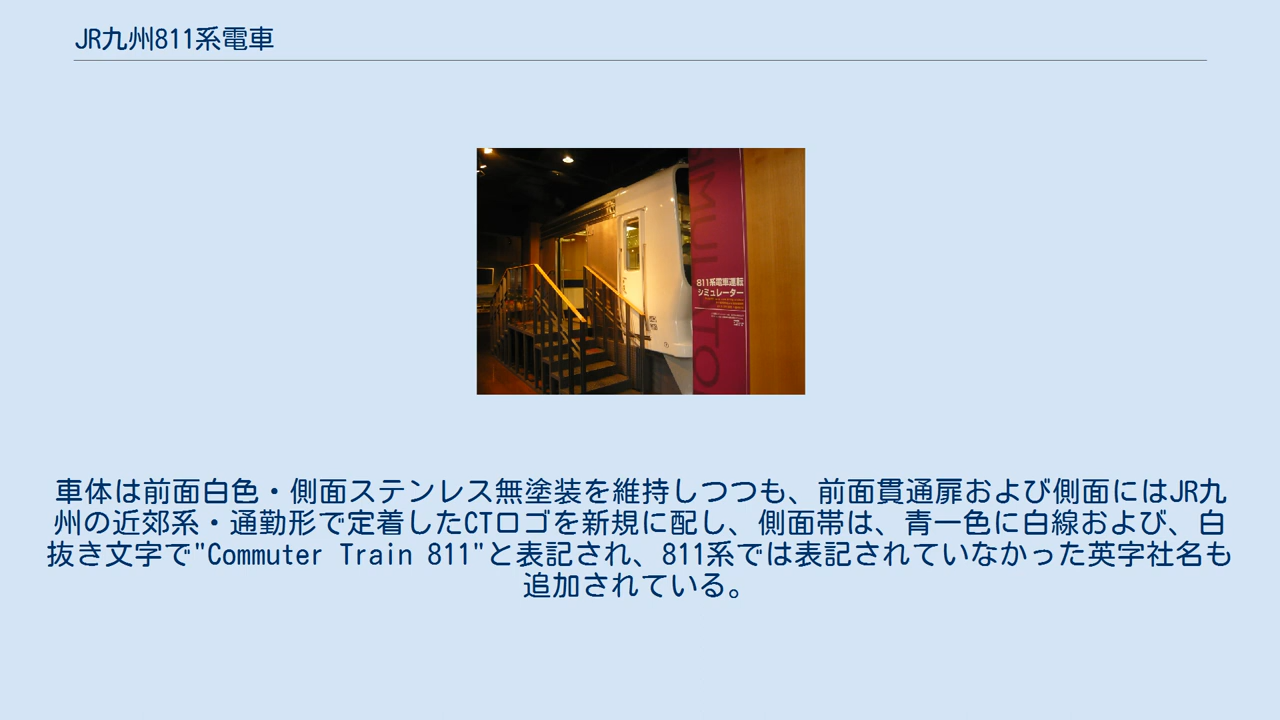 JR九州811系電車
SIMULATO
811系電車運転
シミュレーター
車体は前面白色・側面ステンレス無塗装を維持しつつも、前面貫通扉および側面にはJR九
州の近郊系・通勤形で定着したCTロゴを新規に配し、側面帯は、青一色に白線および、白
抜き文字で"Commuter Train 811"と表記され、811系では表記されていなかった英字社名も
追加されている。